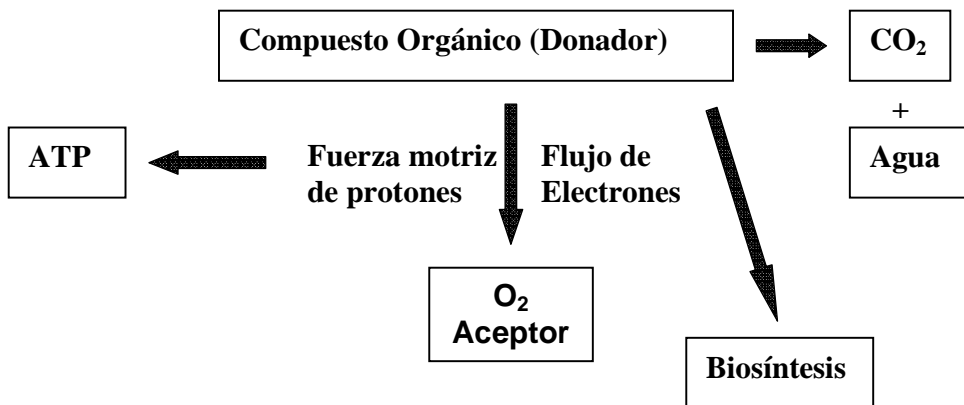 Compuesto Orgánico (Donador)
CO₂
+
Agua
ATP
Fuerza motriz
de protones
Flujo de
Electrones
O₂
Aceptor
Biosíntesis